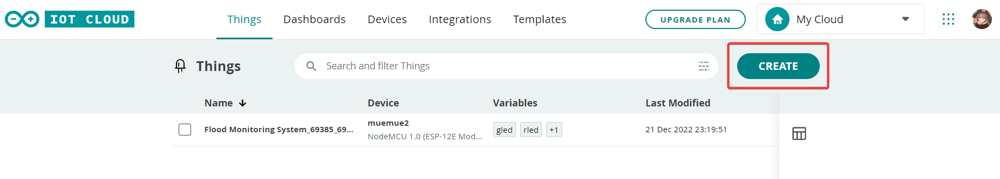 IOT CLOUD
Things Dashboards Devices Integrations Templates UPGRADE PLAN My Cloud
Things Search and filter Things CREATE
Name Device Variables Last Modified
Flood Monitoring System_69385_69... muemue2 gled rled +1 21 Dec 2022 23:19:51
NodeMCU 1.0 (ESP-12E Mod...